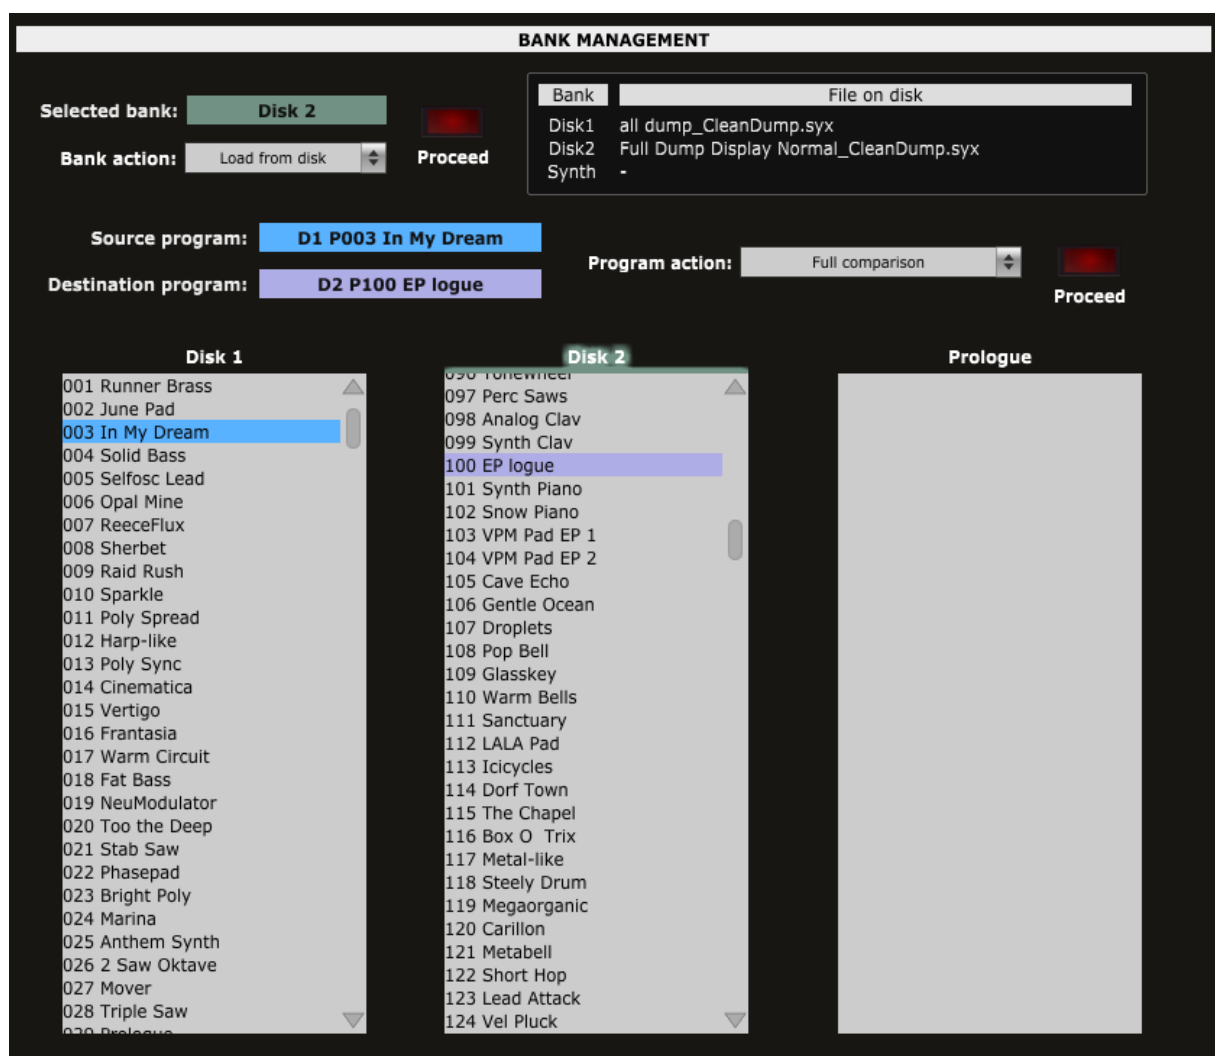 BANK MANAGEMENT
Selected bank: Disk 2
Bank action: Load from disk
Proceed
Bank File on disk
Disk1 all dump_CleanDump.syx
Disk2 Full Dump Display Normal_CleanDump.syx
Synth -
Source program: D1 P003 In My Dream
Destination program: D2 P100 EP logue
Program action: Full comparison
Proceed
Disk 1
001 Runner Brass
002 June Pad
003 In My Dream
004 Solid Bass
005 Selfosc Lead
006 Opal Mine
007 ReeceFlux
008 Sherbet
009 Raid Rush
010 Sparkle
011 Poly Spread
012 Harp-like
013 Poly Sync
014 Cinematica
015 Vertigo
016 Frantasia
017 Warm Circuit
018 Fat Bass
019 NeuModulator
020 Too the Deep
021 Stab Saw
022 Phasepad
023 Bright Poly
024 Marina
025 Anthem Synth
026 2 Saw Oktave
027 Mover
028 Triple Saw
029 Prologue
Disk 2
096 Tonewheel
097 Perc Saws
098 Analog Clav
099 Synth Clav
100 EP logue
101 Synth Piano
102 Snow Piano
103 VPM Pad EP 1
104 VPM Pad EP 2
105 Cave Echo
106 Gentle Ocean
107 Droplets
108 Pop Bell
109 Glasskey
110 Warm Bells
111 Sanctuary
112 LALA Pad
113 Icicycles
114 Dorf Town
115 The Chapel
116 Box O  Trix
117 Metal-like
118 Steely Drum
119 Megaorganic
120 Carillon
121 Metabell
122 Short Hop
123 Lead Attack
124 Vel Pluck
Prologue